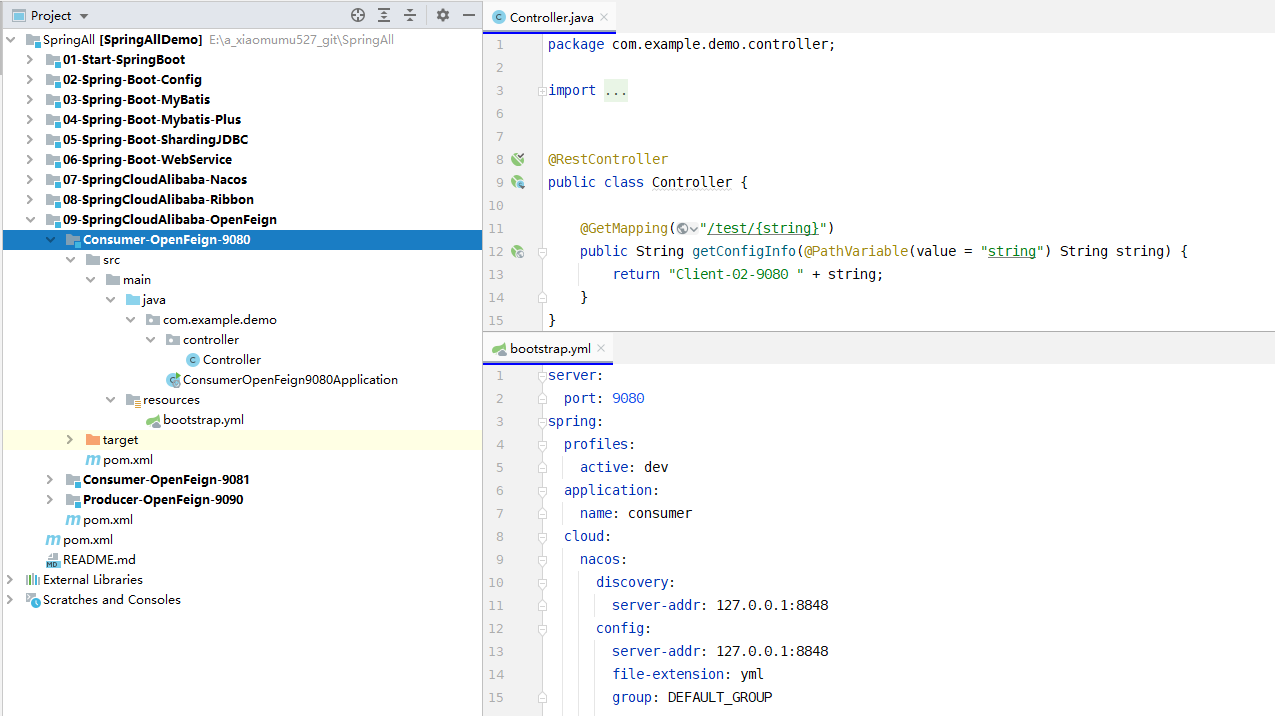 Project
SpringAll [SpringAllDemo] E:\a_xiaomumu527_git\SpringAll
01-Start-SpringBoot
02-Spring-Boot-Config
03-Spring-Boot-MyBatis
04-Spring-Boot-Mybatis-Plus
05-Spring-Boot-ShardingJDBC
06-Spring-Boot-WebService
07-SpringCloudAlibaba-Nacos
08-SpringCloudAlibaba-Ribbon
09-SpringCloudAlibaba-OpenFeign
Consumer-OpenFeign-9080
src
main
java
com.example.demo
controller
Controller
ConsumerOpenFeign9080Application
resources
bootstrap.yml
target
pom.xml
Consumer-OpenFeign-9081
Producer-OpenFeign-9090
pom.xml
pom.xml
README.md
External Libraries
Scratches and Consoles
Controller.java
1 package com.example.demo.controller;
2
3 import ...
6
7
8 @RestController
9 public class Controller {
10
11 @GetMapping("/test/{string}")
12 public String getConfigInfo(@PathVariable(value = "string") String string) {
13 return "Client-02-9080 " + string;
14 }
15 }
bootstrap.yml
1 server:
2 port: 9080
3 spring:
4 profiles:
5 active: dev
6 application:
7 name: consumer
8 cloud:
9 nacos:
10 discovery:
11 server-addr: 127.0.0.1:8848
12 config:
13 server-addr: 127.0.0.1:8848
14 file-extension: yml
15 group: DEFAULT_GROUP